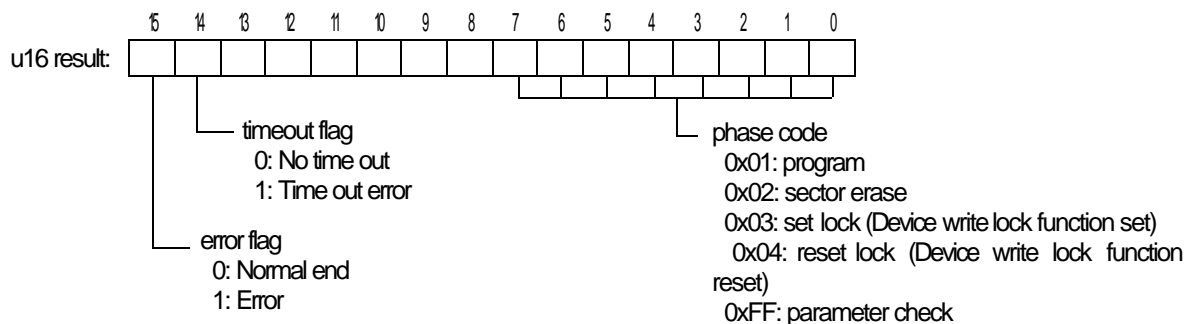 15 14 13 12 11 10 9 8 7 6 5 4 3 2 1 0
u16 result:
timeout flag
0: No time out
1: Time out error
error flag
0: Normal end
1: Error
phase code
0x01: program
0x02: sector erase
0x03: set lock (Device write lock function set)
0x04: reset lock (Device write lock function
reset)
0xFF: parameter check